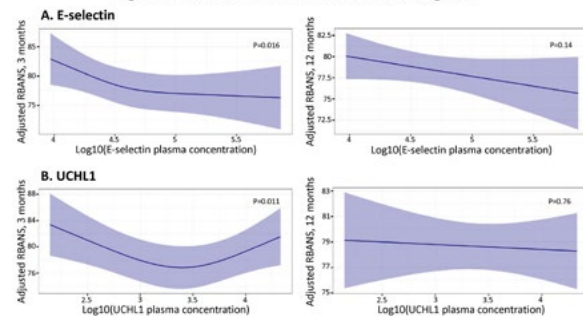 A. E-selectin
Adjusted RBANS, 3 months
85
80
75
P=0.016
4
4.5
5
5.5
Log10(E-selectin plasma concentration)
Adjusted RBANS, 12 months
82.5
80
77.5
75
72.5
P=0.14
4
4.5
5
5.5
Log10(E-selectin plasma concentration)
B. UCHL1
Adjusted RBANS, 3 months
88
84
80
76
P=0.011
2.5
3
3.5
4
Log10(UCHL1 plasma concentration)
Adjusted RBANS, 12 months
83
81
79
77
75
P=0.76
2.5
3
3.5
4
Log10(UCHL1 plasma concentration)